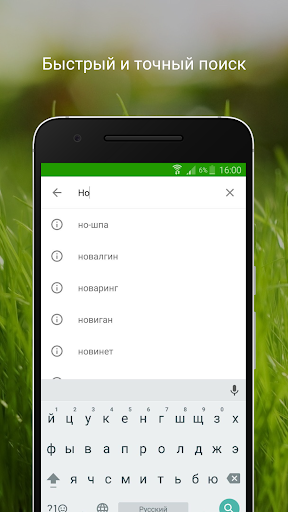 Быстрый и точный поиск
6% 16:00
Но
но-шпа
новалгин
новаринг
новиган
новинет
1 2 3 4 5 6 7 8 9 0
й ц у к е н г ш щ з х
ф ы в а п р о л д ж э
я ч с м и т ь б ю
?1 Русский .